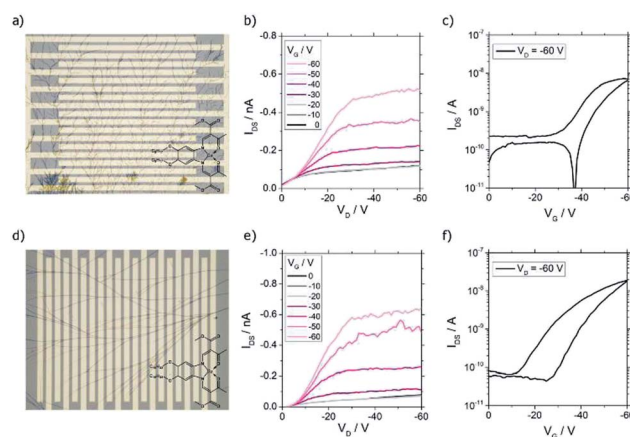 a)
b)
c)
-0.8
-0.6
-0.4
-0.2
0.0
I_DS / nA
V_G / V
-60
-50
-40
-30
-20
-10
0
0 -20 -40 -60
V_D / V
10⁻⁷
10⁻⁸
10⁻⁹
10⁻¹⁰
10⁻¹¹
I_DS / A
V_D = -60 V
0 -20 -40 -60
V_G / V
d)
e)
f)
-1.0
-0.8
-0.6
-0.4
-0.2
0.0
I_DS / nA
V_G / V
0
-10
-20
-30
-40
-50
-60
0 -10 -20 -30 -40 -50 -60
V_D / V
10⁻⁷
10⁻⁸
10⁻⁹
10⁻¹⁰
10⁻¹¹
I_DS / A
V_D = -60 V
0 -20 -40 -60
V_G / V